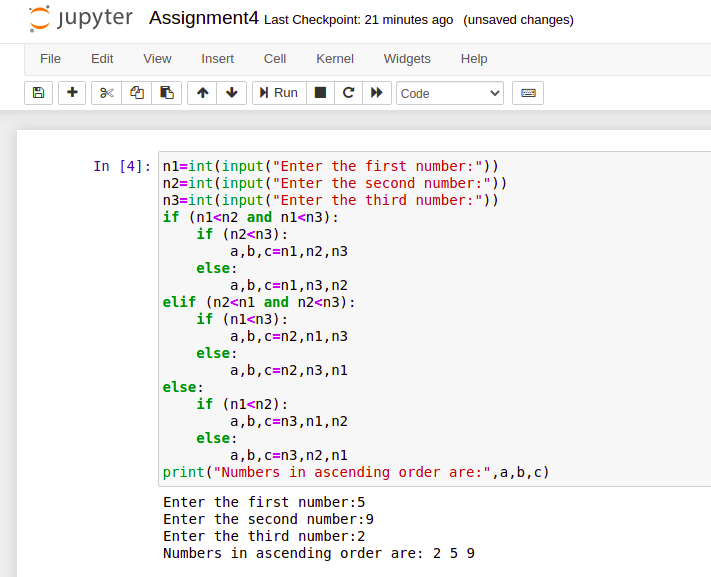 jupyter Assignment4 Last Checkpoint: 21 minutes ago (unsaved changes)
File Edit View Insert Cell Kernel Widgets Help
Run Code
In [4]: n1=int(input("Enter the first number:"))
n2=int(input("Enter the second number:"))
n3=int(input("Enter the third number:"))
if (n1<n2 and n1<n3):
    if (n2<n3):
        a,b,c=n1,n2,n3
    else:
        a,b,c=n1,n3,n2
elif (n2<n1 and n2<n3):
    if (n1<n3):
        a,b,c=n2,n1,n3
    else:
        a,b,c=n2,n3,n1
else:
    if (n1<n2):
        a,b,c=n3,n1,n2
    else:
        a,b,c=n3,n2,n1
print("Numbers in ascending order are:",a,b,c)
Enter the first number:5
Enter the second number:9
Enter the third number:2
Numbers in ascending order are: 2 5 9